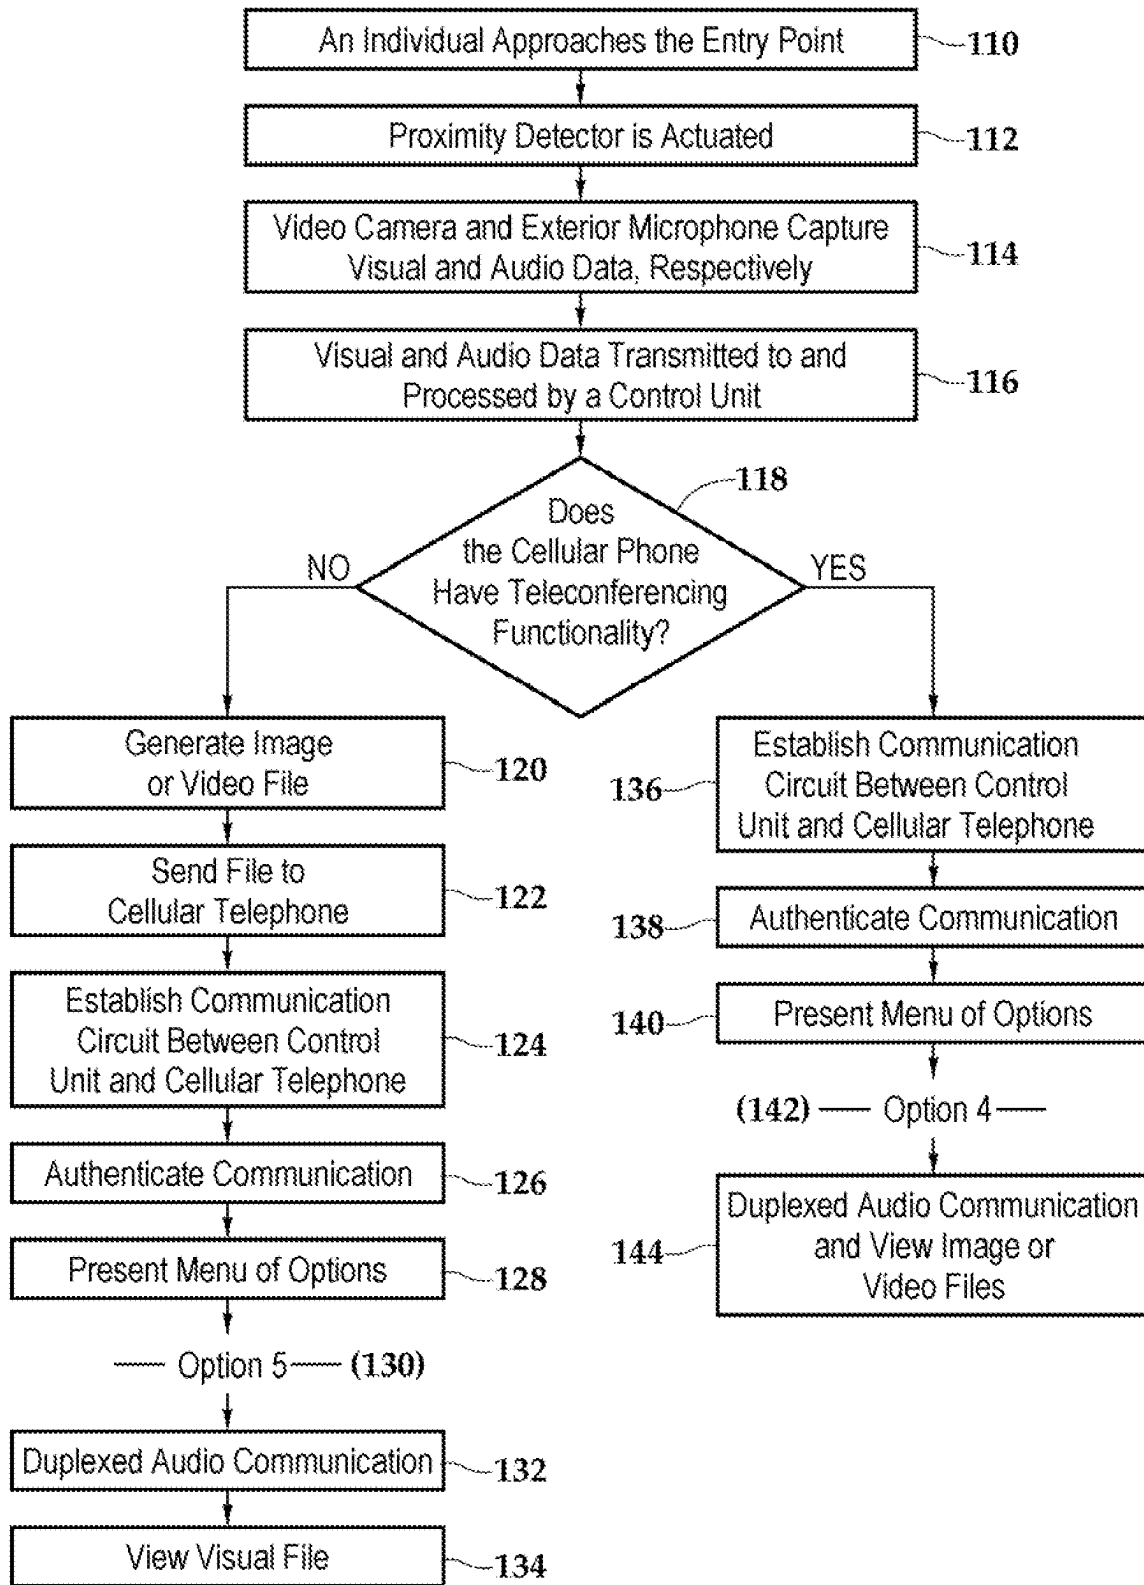 An Individual Approaches the Entry Point
110
Proximity Detector is Actuated
112
Video Camera and Exterior Microphone Capture
Visual and Audio Data, Respectively
114
Visual and Audio Data Transmitted to and
Processed by a Control Unit
116
118
Does
the Cellular Phone
Have Teleconferencing
Functionality?
NO
YES
Generate Image
or Video File
120
Send File to
Cellular Telephone
122
Establish Communication
Circuit Between Control
Unit and Cellular Telephone
124
Authenticate Communication
126
Present Menu of Options
128
Option 5 (130)
Duplexed Audio Communication
132
View Visual File
134
136
Establish Communication
Circuit Between Control
Unit and Cellular Telephone
138
Authenticate Communication
140
Present Menu of Options
(142) Option 4
144
Duplexed Audio Communication
and View Image or
Video Files